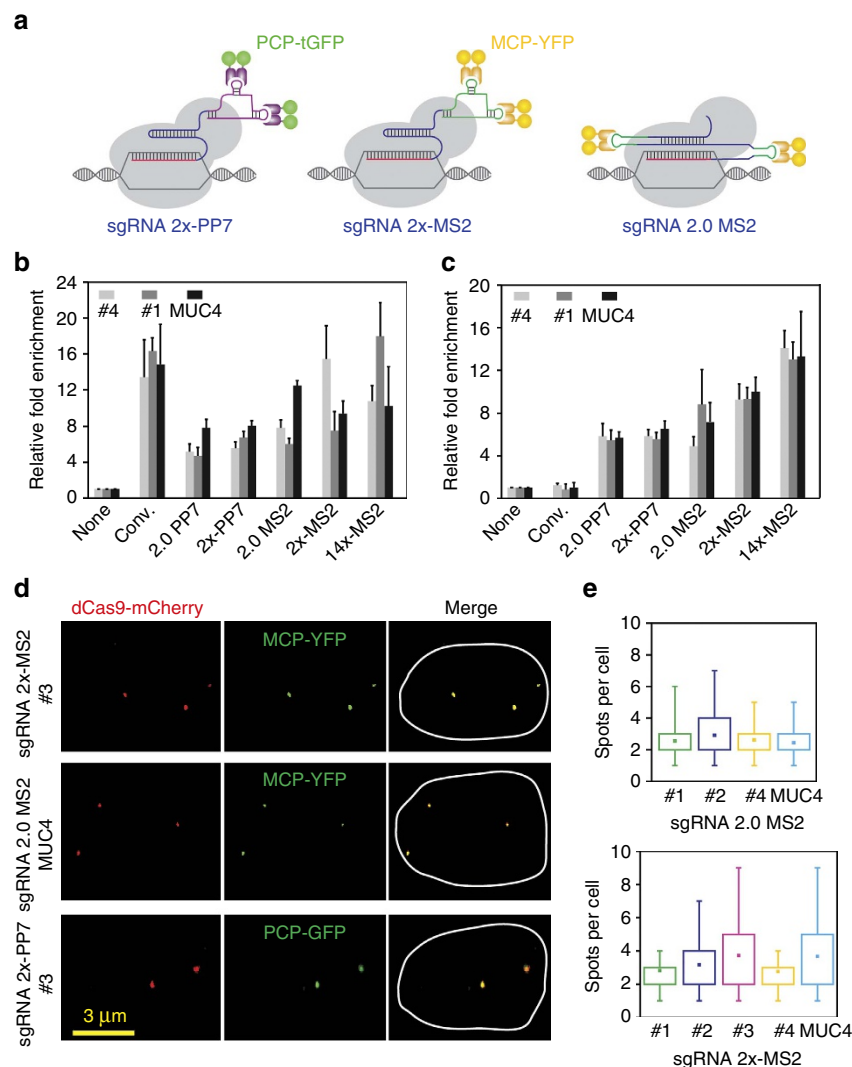 a
PCP-tGFP
MCP-YFP
sgRNA 2x-PP7
sgRNA 2x-MS2
sgRNA 2.0 MS2
b
Relative fold enrichment
24
20
16
12
8
4
0
#4 #1 MUC4
None
Conv.
2.0 PP7
2x-PP7
2.0 MS2
2x-MS2
14x-MS2
c
Relative fold enrichment
20
16
12
8
4
0
#4 #1 MUC4
None
Conv.
2.0 PP7
2x-PP7
2.0 MS2
2x-MS2
14x-MS2
d
dCas9-mCherry
Merge
sgRNA 2x-MS2
#3
MCP-YFP
sgRNA 2.0 MS2
MUC4
MCP-YFP
sgRNA 2x-PP7
#3
PCP-GFP
3 μm
e
Spots per cell
10
8
6
4
2
0
#1 #2 #4 MUC4
sgRNA 2.0 MS2
Spots per cell
10
8
6
4
2
0
#1 #2 #3 #4 MUC4
sgRNA 2x-MS2